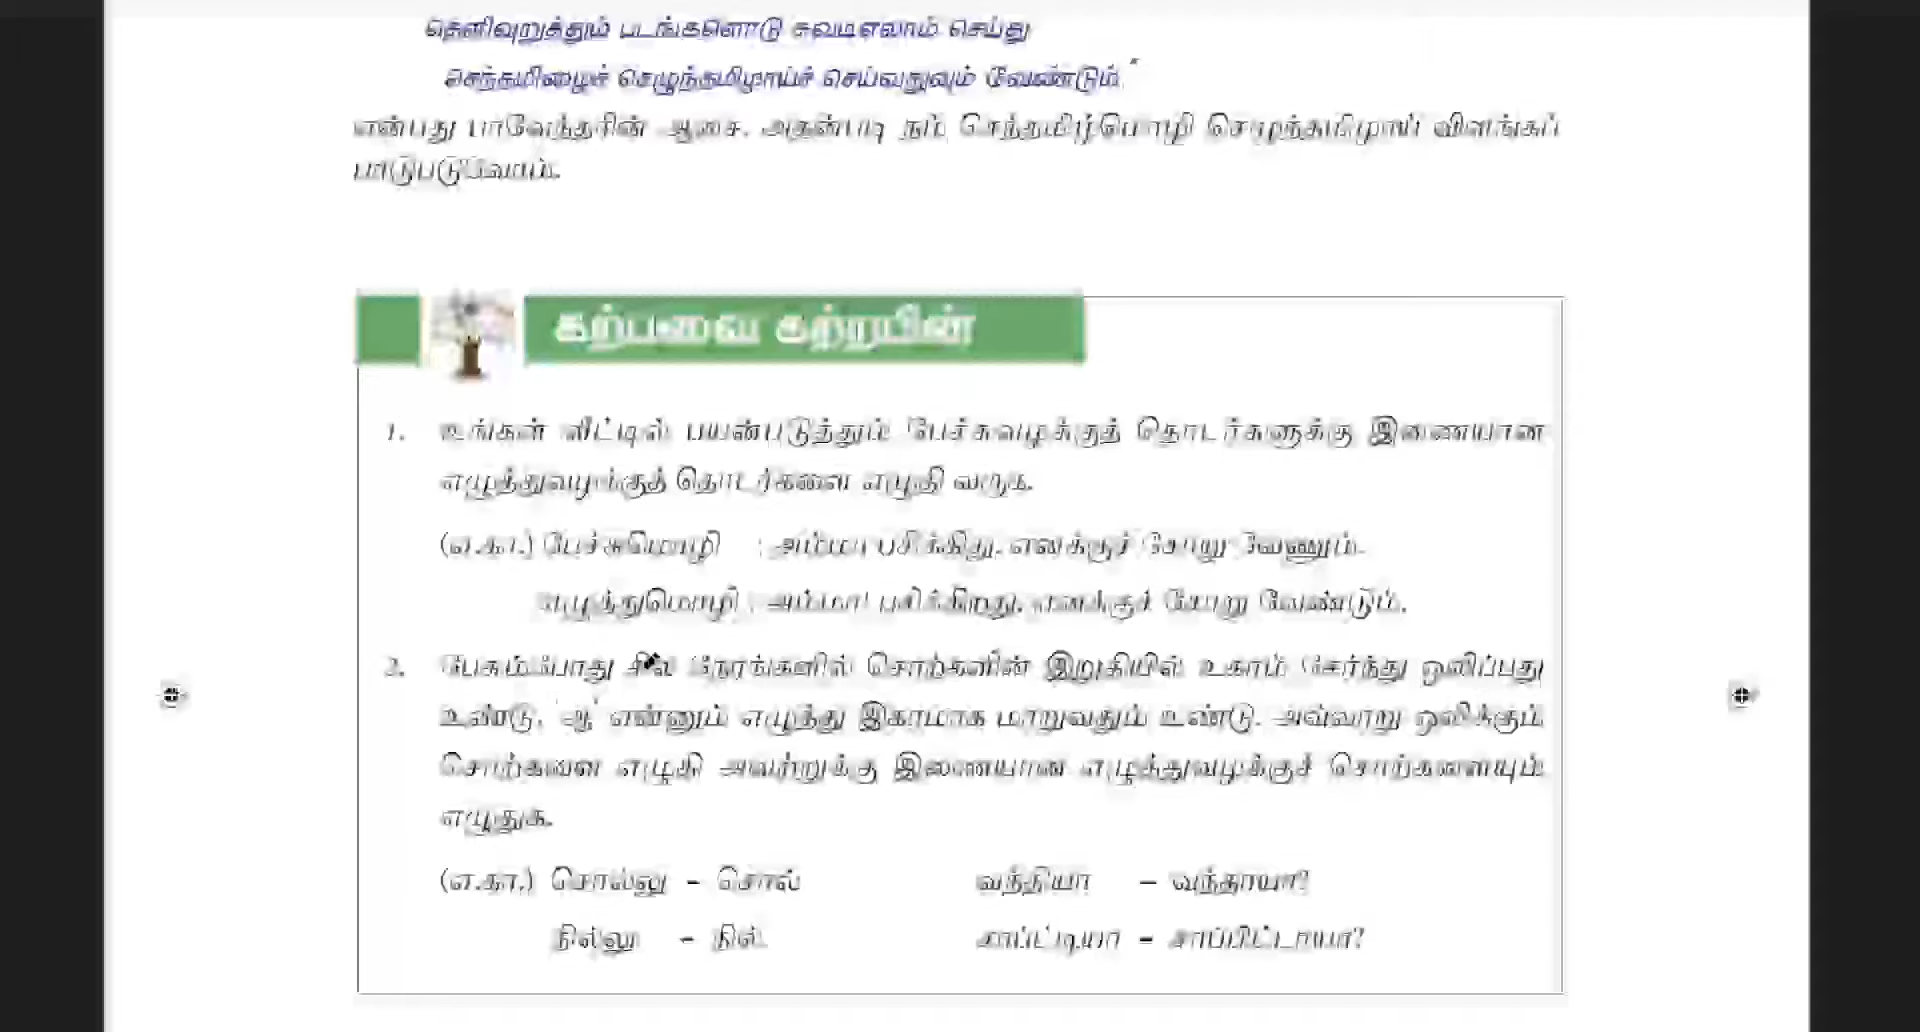 தெளிவுறுத்தும் படங்களொடு சுவடிஎலாம் செய்து
செந்தமிழைச் செழுந்தமிழாய்ச் செய்வதுவும் வேண்டும்"
என்பது பாவேந்தரின் ஆசை. அதன்படி நம் செந்தமிழ்மொழி செழுந்தமிழாய் விளங்கப்
பாடுபடுவோம்.
கற்பவை கற்றபின்
1. உங்கள் வீட்டில் பயன்படுத்தும் பேச்சுவழக்குத் தொடர்களுக்கு இணையான
எழுத்துவழக்குத் தொடர்களை எழுதி வருக.
(எ.கா.) பேச்சுமொழி : அம்மா பசிக்கிது. எனக்குச் சோறு வேணும்.
எழுத்துமொழி : அம்மா! பசிக்கிறது. எனக்குச் சோறு வேண்டும்.
2. பேசும்போது சில நேரங்களில் சொற்களின் இறுதியில் உகரம் சேர்ந்து ஒலிப்பது
உண்டு. 'ஆ' என்னும் எழுத்து இகரமாக மாறுவதும் உண்டு. அவ்வாறு ஒலிக்கும்
சொற்களை எழுதி அவற்றுக்கு இணையான எழுத்துவழக்குச் சொற்களையும்
எழுதுக.
(எ.கா.) சொல்லு – சொல் வந்தியா – வந்தாயா?
நில்லு – நில் சாப்ட்டியா – சாப்பிட்டாயா?